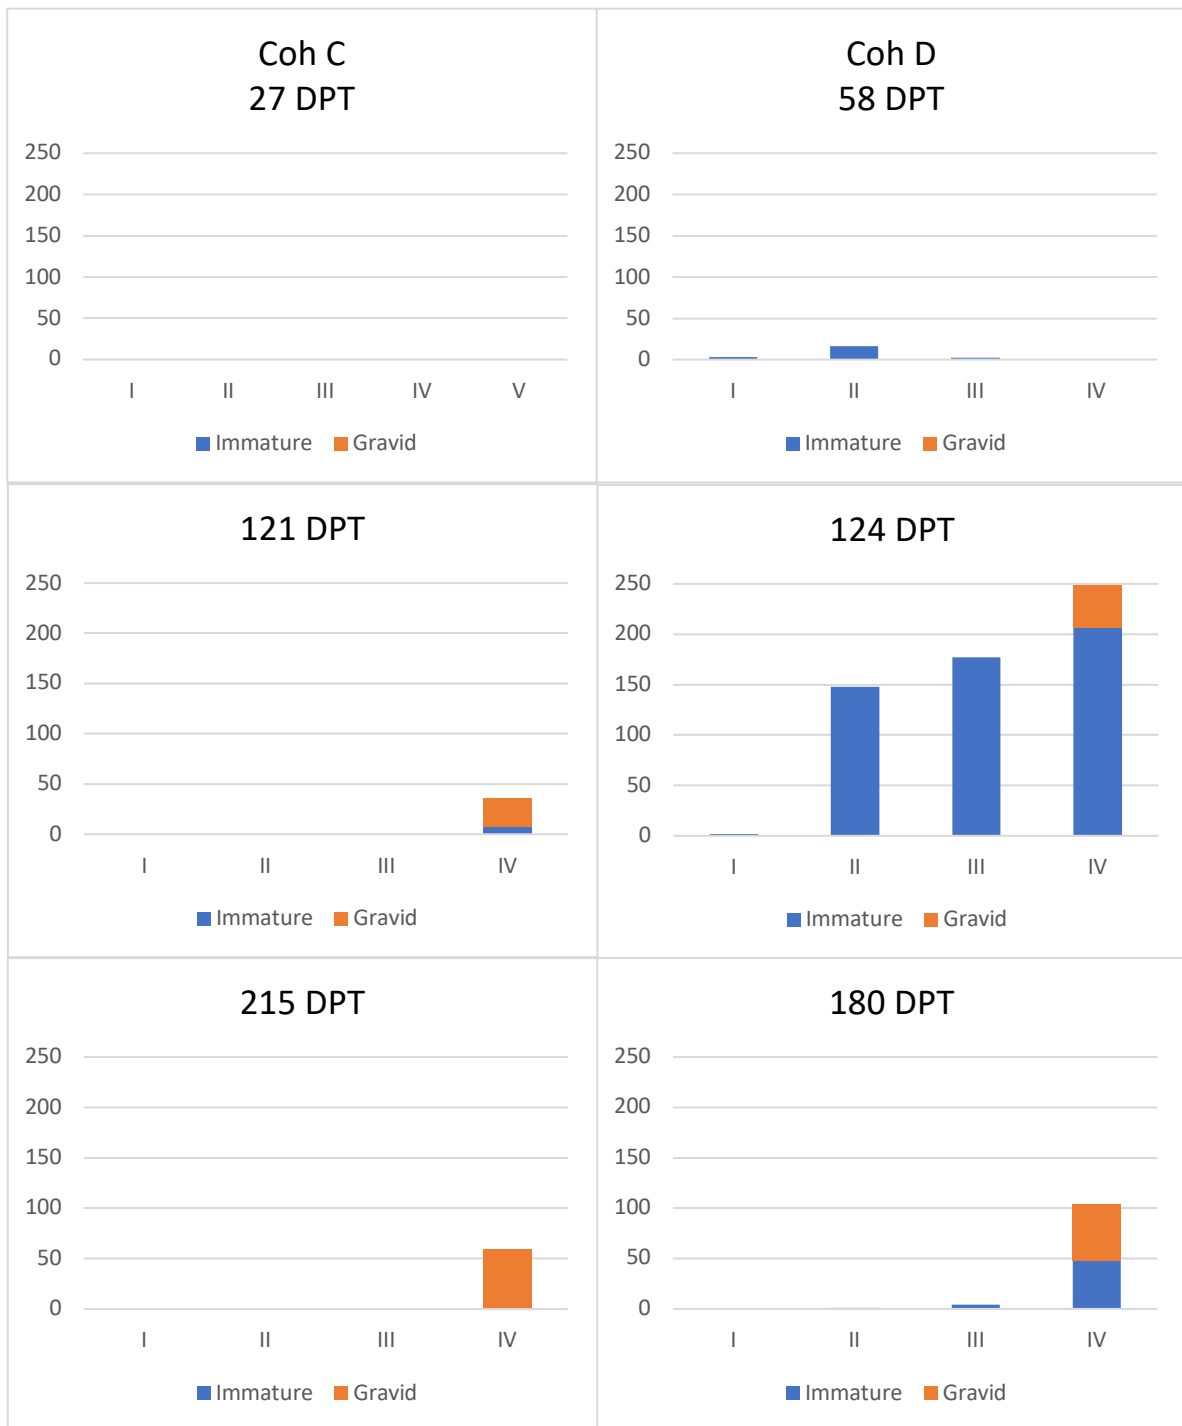 Coh C
27 DPT
250
200
150
100
50
0
I II III IV V
Immature Gravid
Coh D
58 DPT
250
200
150
100
50
0
I II III IV
Immature Gravid
121 DPT
250
200
150
100
50
0
I II III IV
Immature Gravid
124 DPT
250
200
150
100
50
0
I II III IV
Immature Gravid
215 DPT
250
200
150
100
50
0
I II III IV
Immature Gravid
180 DPT
250
200
150
100
50
0
I II III IV
Immature Gravid